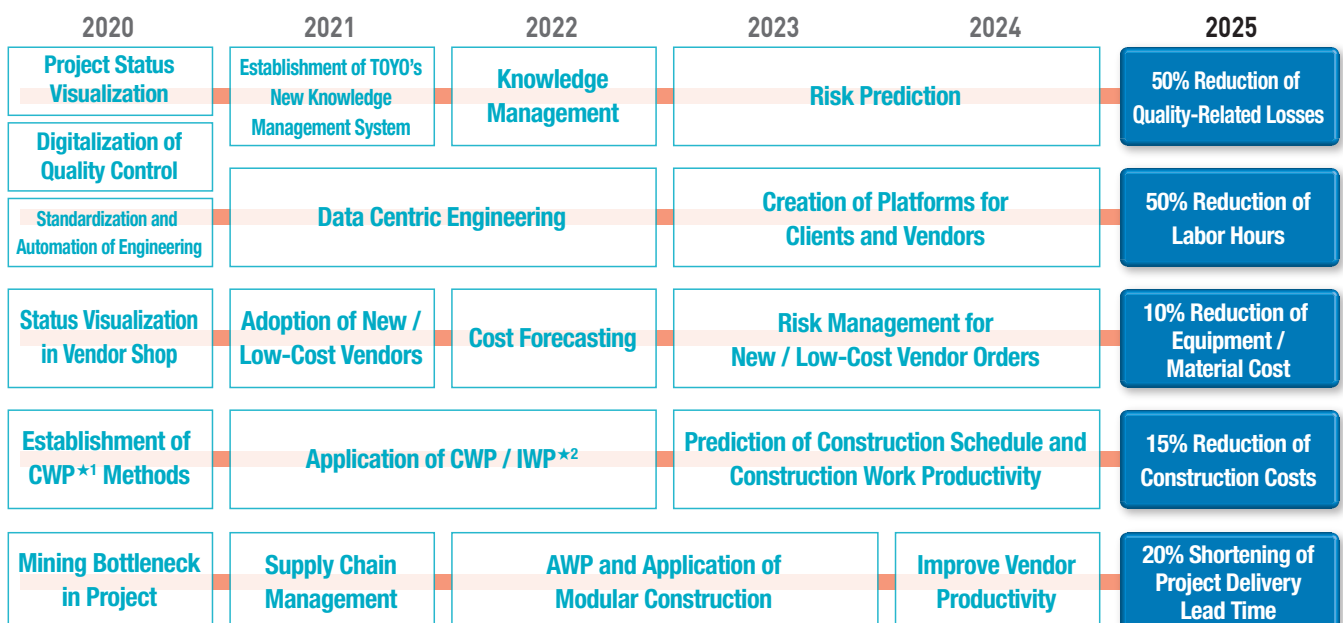 2020 2021 2022 2023 2024 2025
Project Status
Visualization
Digitalization of
Quality Control
Establishment of TOYO's
New Knowledge
Management System
Knowledge
Management
Risk Prediction
50% Reduction of
Quality-Related Losses
Standardization and
Automation of Engineering
Data Centric Engineering
Creation of Platforms for
Clients and Vendors
50% Reduction of
Labor Hours
Status Visualization
in Vendor Shop
Adoption of New /
Low-Cost Vendors
Cost Forecasting
Risk Management for
New / Low-Cost Vendor Orders
10% Reduction of
Equipment /
Material Cost
Establishment of
CWP★1 Methods
Application of CWP / IWP★2
Prediction of Construction Schedule and
Construction Work Productivity
15% Reduction of
Construction Costs
Mining Bottleneck
in Project
Supply Chain
Management
AWP and Application of
Modular Construction
Improve Vendor
Productivity
20% Shortening of
Project Delivery
Lead Time